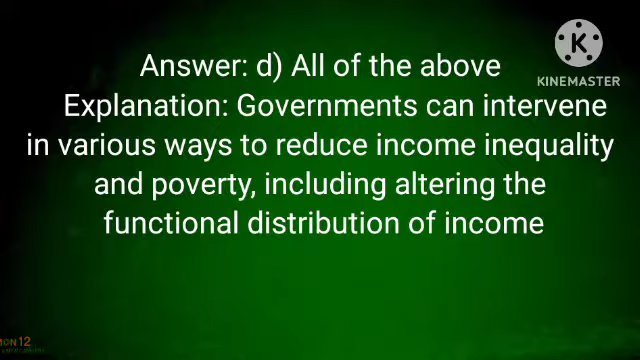 Answer: d) All of the above
Explanation: Governments can intervene
in various ways to reduce income inequality
and poverty, including altering the
functional distribution of income
KINEMASTER